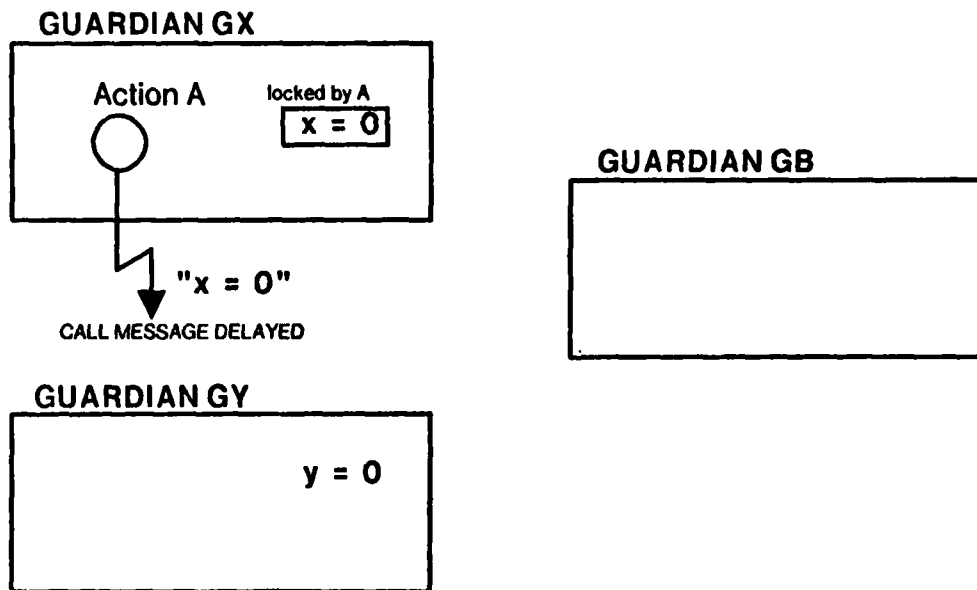 GUARDIAN GX
Action A
locked by A
x = 0
"x = 0"
CALL MESSAGE DELAYED
GUARDIAN GY
y = 0
GUARDIAN GB